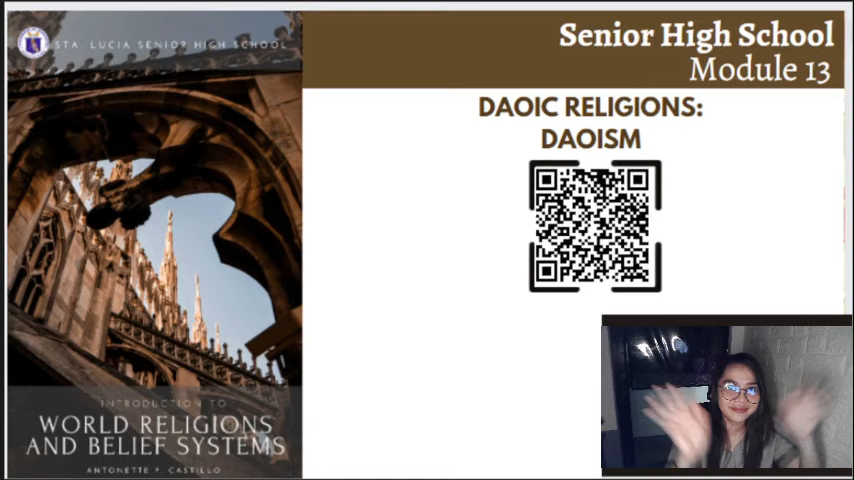 STA. LUCIA SENIOR HIGH SCHOOL
Senior High School
Module 13
DAOIC RELIGIONS:
DAOISM
INTRODUCTION TO
WORLD RELIGIONS
AND BELIEF SYSTEMS
ANTONETTE P. CASTILLO